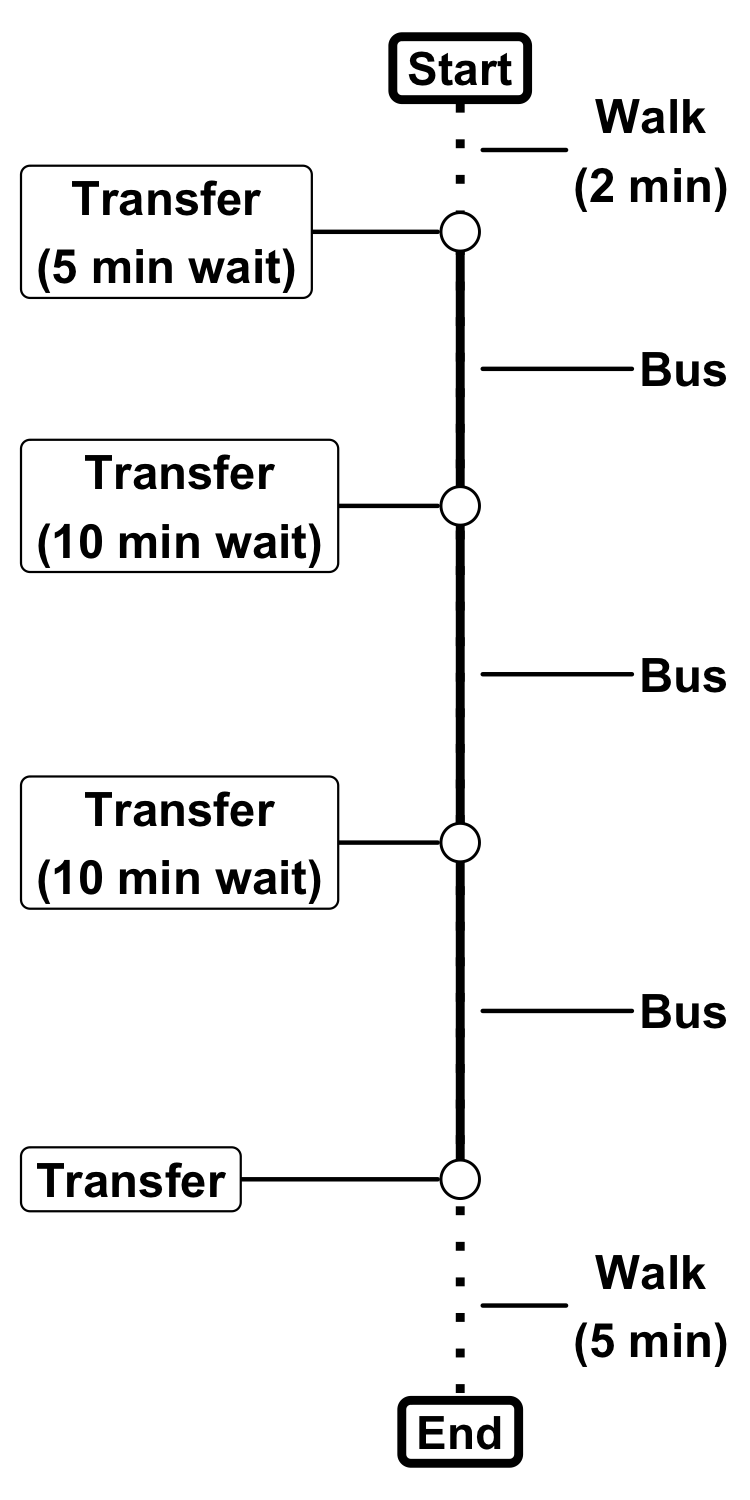 Start
Walk
(2 min)
Transfer
(5 min wait)
Bus
Transfer
(10 min wait)
Bus
Transfer
(10 min wait)
Bus
Transfer
Walk
(5 min)
End